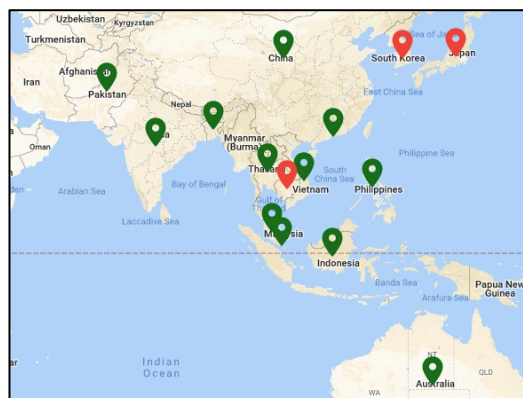 Uzbekistan
Kyrgyzstan
Turkmenistan
Sea of Ja
China
South Korea
Japan
Afghanis
Iran
Pakistan
East China Sea
Nepal
Oman
Myanmar
(Burma)
Philippine Sea
Thaila
South
China Sea
Arabian Sea
Bay of Bengal
Vietnam
Philippines
Gulf of
Laccadive Sea
Indonesia
Banda Sea
Papua New
Guinea
Arafura Sea
Indian
Ocean
NT
QLD
Australia
WA